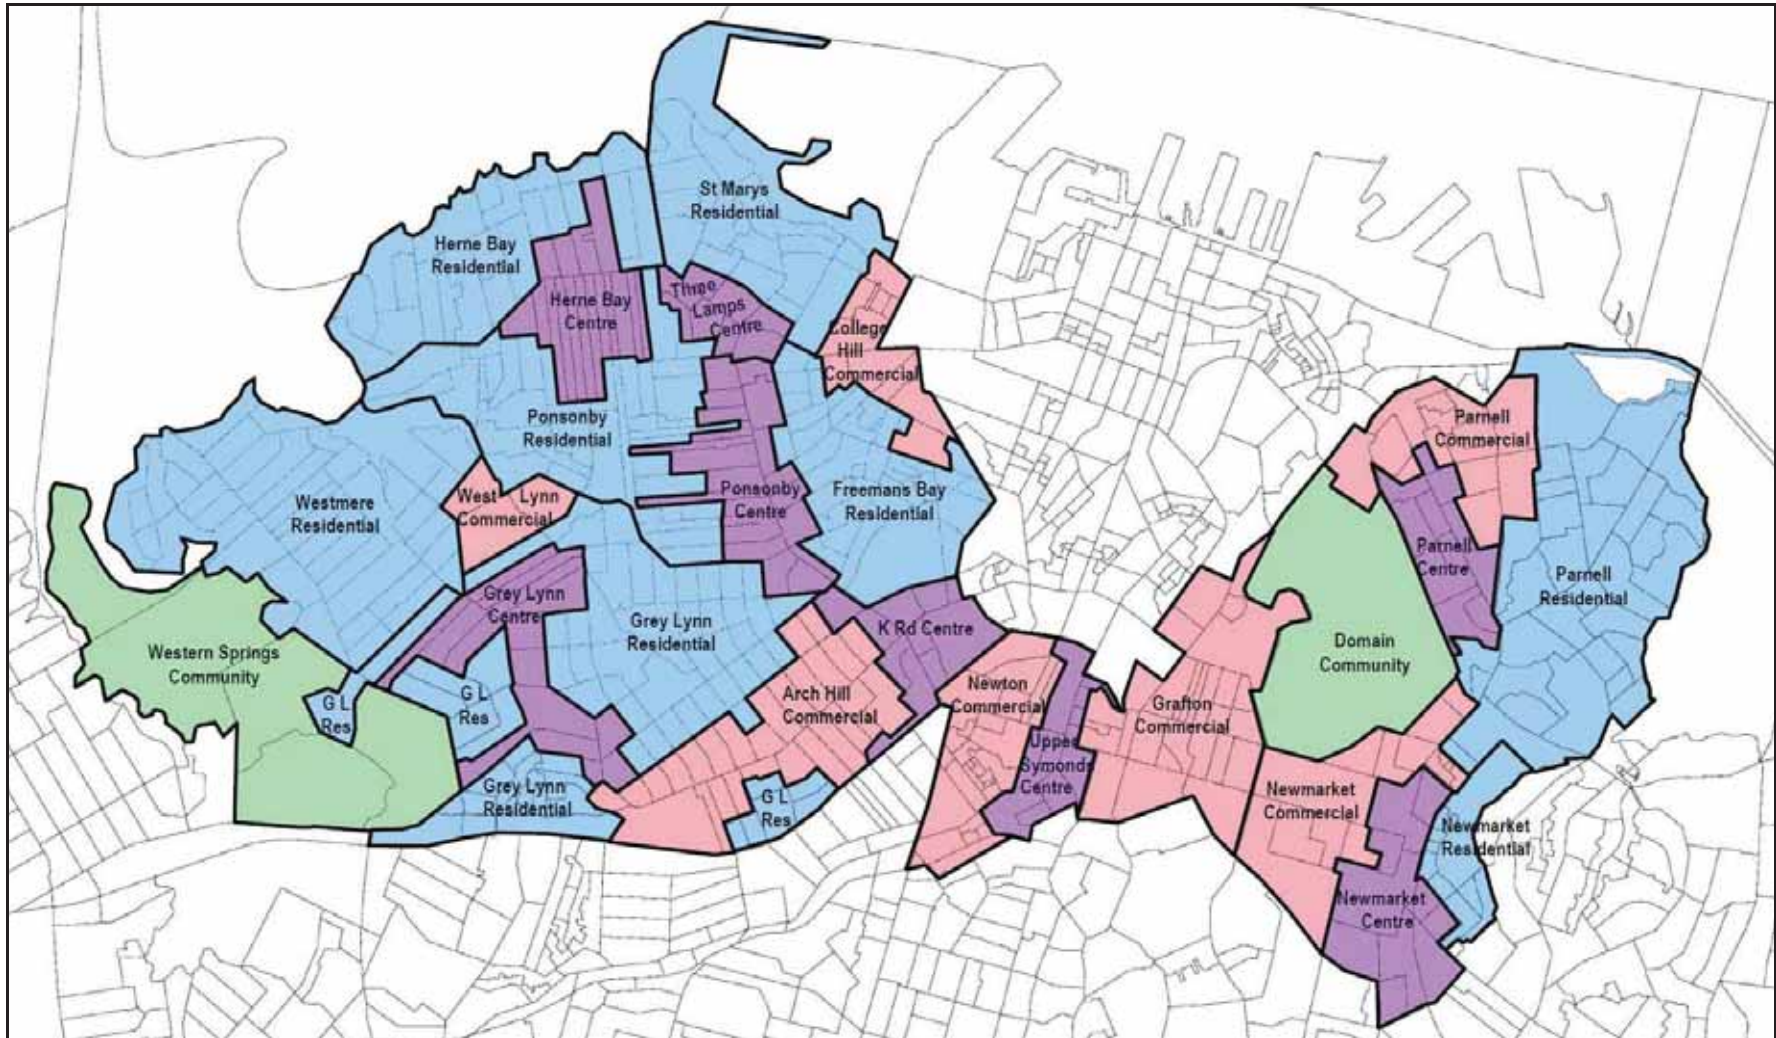 St Marys
Residential
Herne Bay
Residential
Herne Bay
Centre
Three
Lamps
Centre
College
Hill
Commercial
Ponsonby
Residential
Parnell
Commercial
Westmere
Residential
West Lynn
Commercial
Ponsonby
Centre
Freemans Bay
Residential
Parnell
Centre
Parnell
Residential
Grey Lynn
Centre
Grey Lynn
Residential
K Rd Centre
Domain
Community
Western Springs
Community
G L
Res
G L
Res
Arch Hill
Commercial
Newton
Commercial
Grafton
Commercial
Upper
Symonds
Centre
Grey Lynn
Residential
G L
Res
Newmarket
Commercial
Newmarket
Residential
Newmarket
Centre